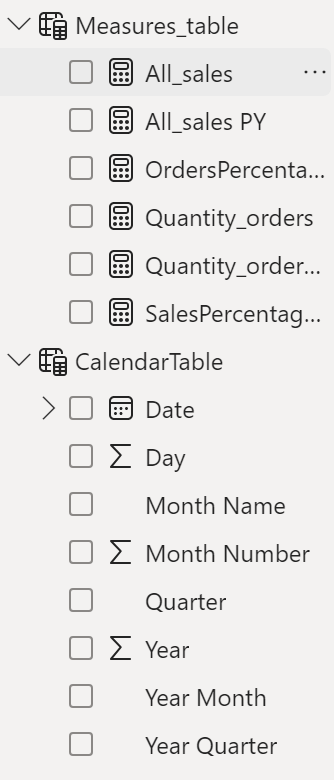 Measures_table
All_sales
All_sales PY
OrdersPercenta...
Quantity_orders
Quantity_order...
SalesPercentag...
CalendarTable
Date
Day
Month Name
Month Number
Quarter
Year
Year Month
Year Quarter